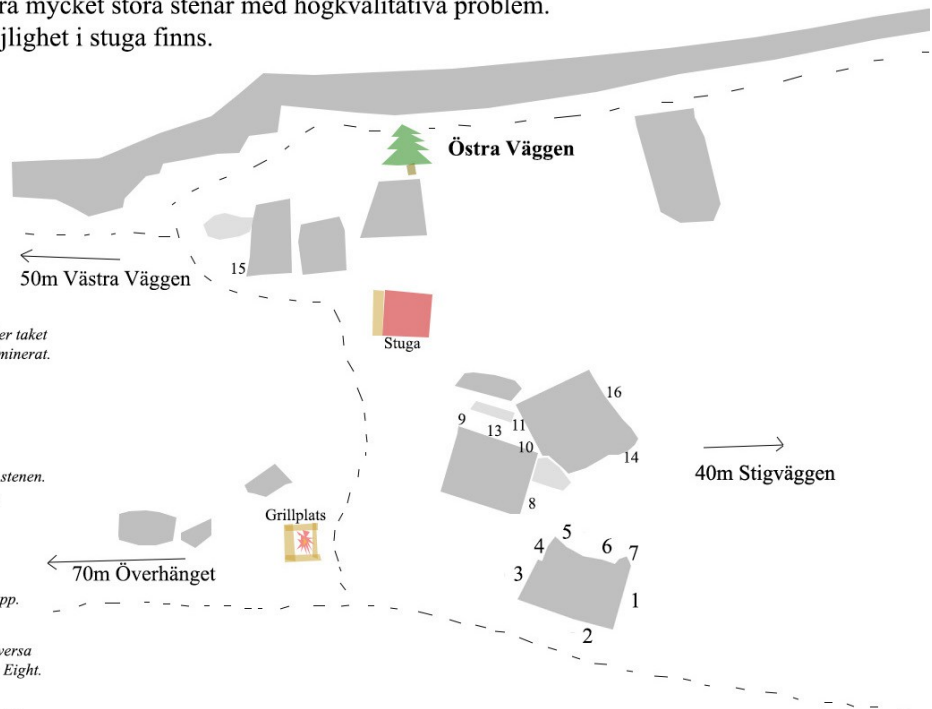 ra mycket stora stenar med högkvalitativa problem.
jlighet i stuga finns.
Östra Väggen
15
50m Västra Väggen
er taket
minerat.
Stuga
16
9
13
11
10
14
40m Stigväggen
stenen.
8
Grillplats
5
4
6
7
70m Överhänget
3
pp.
1
2
versa
Eight.